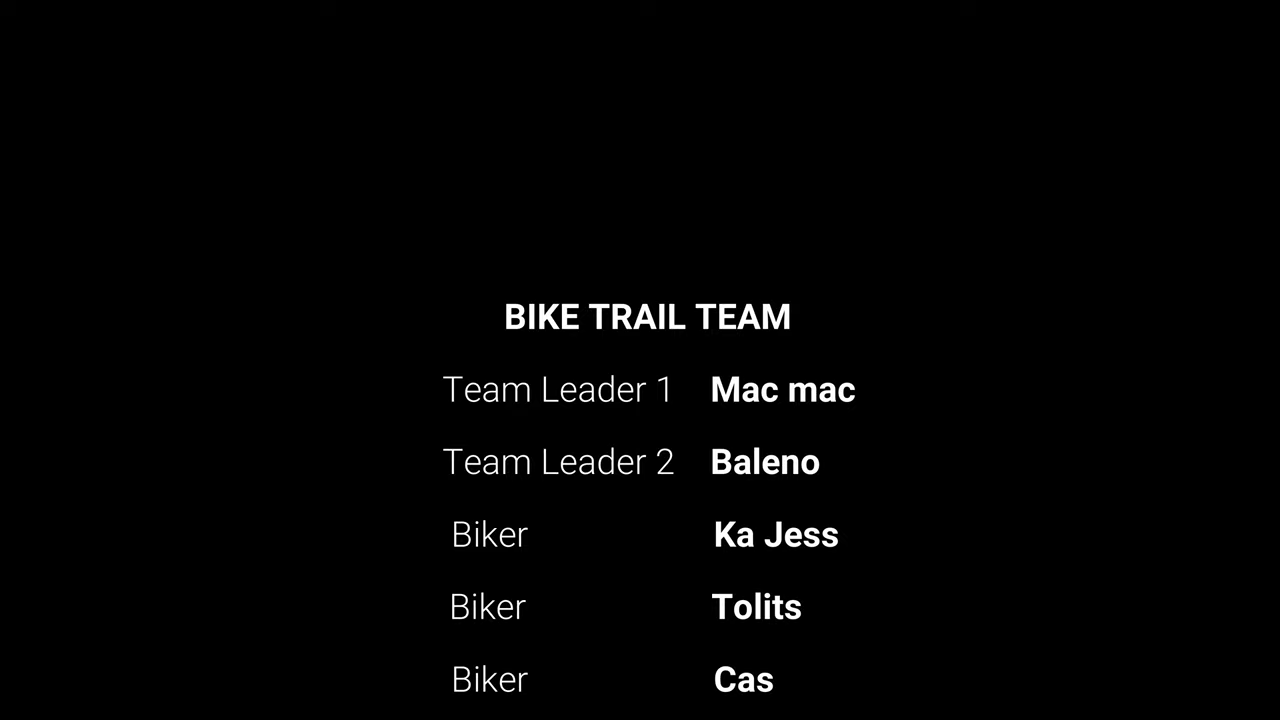 BIKE TRAIL TEAM
Team Leader 1 Mac mac
Team Leader 2 Baleno
Biker Ka Jess
Biker Tolits
Biker Cas